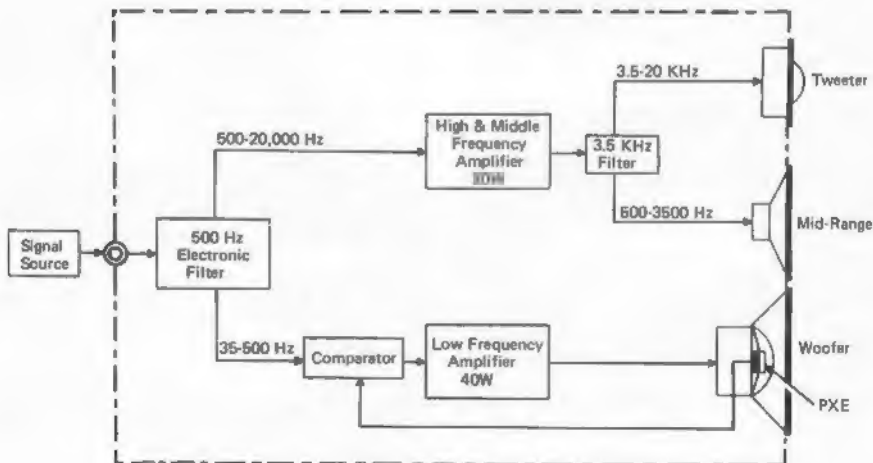 3.5-20 KHz
Tweeter
500-20,000 Hz
High & Middle
Frequency
Amplifier
3.5 KHz
Filter
500-3500 Hz
Mid-Range
Signal
Source
500 Hz
Electronic
Filter
35-500 Hz
Comparator
Low Frequency
Amplifier
40W
Woofer
PXE